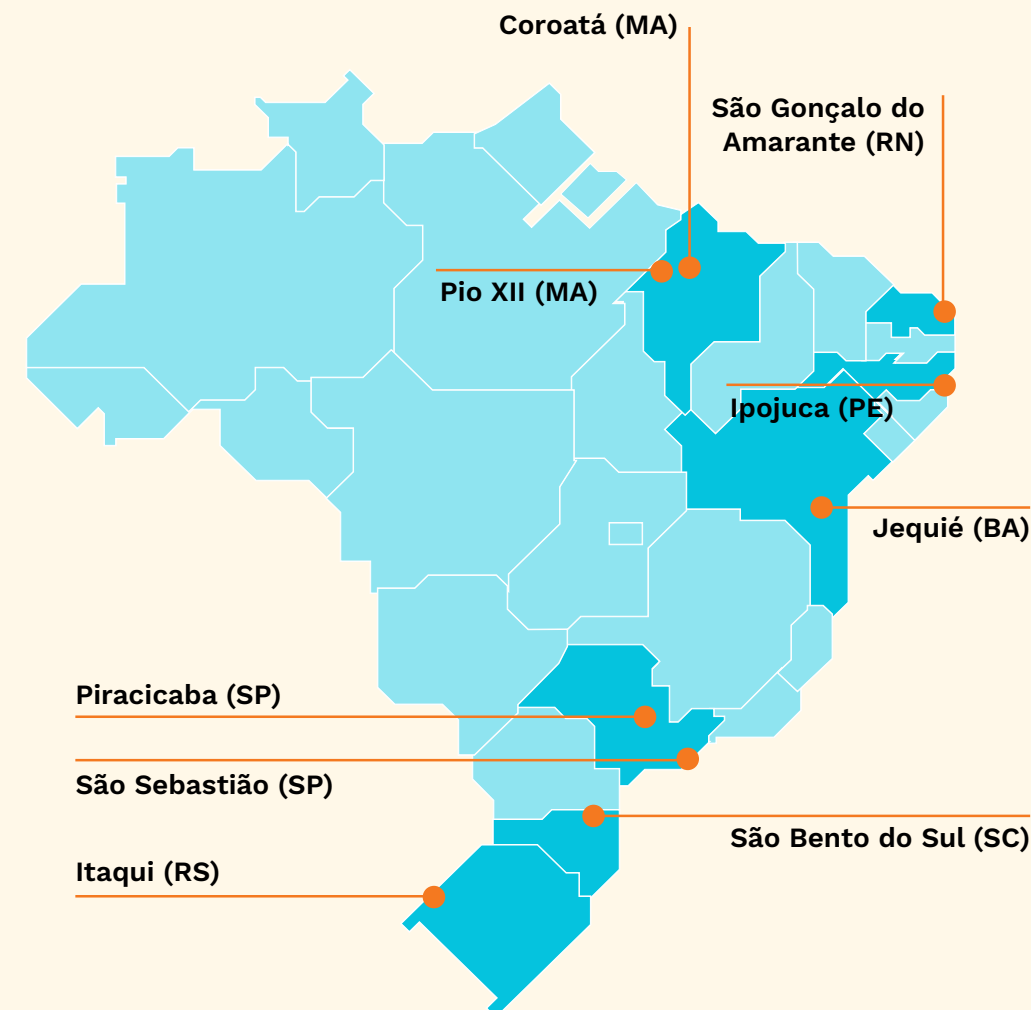 Coroatá (MA)
São Gonçalo do
Amarante (RN)
Pio XII (MA)
Ipojuca (PE)
Jequié (BA)
Piracicaba (SP)
São Sebastião (SP)
São Bento do Sul (SC)
Itaqui (RS)